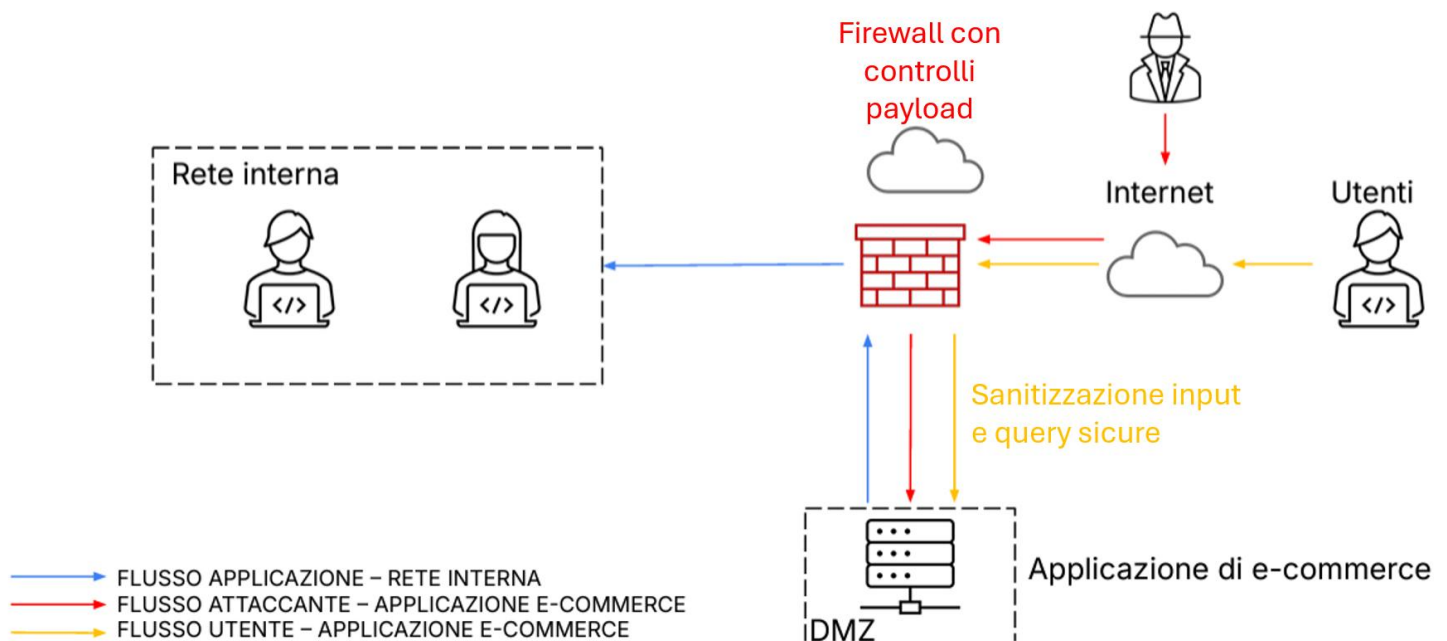 Firewall con
controlli
payload
Rete interna
Internet
Utenti
</>
</>
</>
Sanitizzazione input
e query sicure
Applicazione di e-commerce
DMZ
FLUSSO APPLICAZIONE – RETE INTERNA
FLUSSO ATTACCANTE – APPLICAZIONE E-COMMERCE
FLUSSO UTENTE – APPLICAZIONE E-COMMERCE